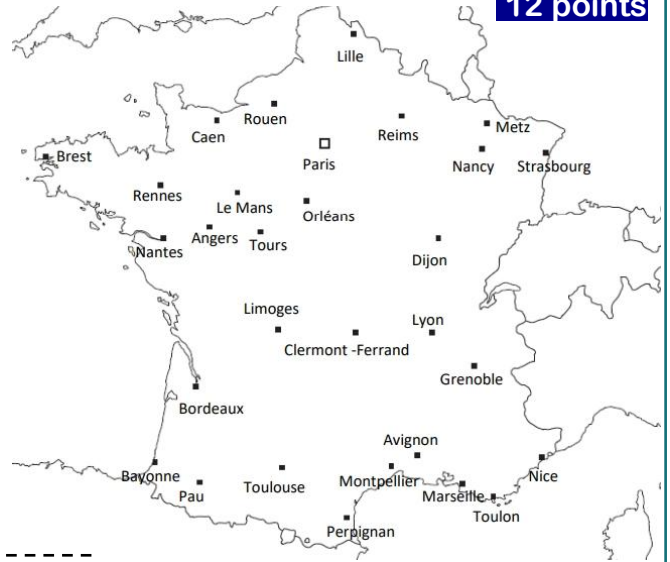 12 points
Lille
Rouen
Caen
Reims
Metz
Paris
Nancy
Strasbourg
Brest
Rennes
Le Mans
Orléans
Angers
Tours
Nantes
Dijon
Limoges
Lyon
Clermont -Ferrand
Grenoble
Bordeaux
Avignon
Bayonne
Pau
Toulouse
Montpellier
Marseille
Nice
Toulon
Perpignan